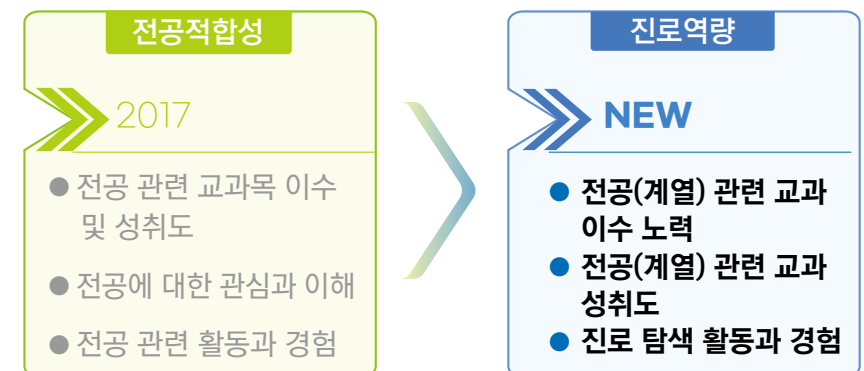 전공적합성
2017
● 전공 관련 교과목 이수
및 성취도
● 전공에 대한 관심과 이해
● 전공 관련 활동과 경험
진로역량
NEW
● 전공(계열) 관련 교과
이수 노력
● 전공(계열) 관련 교과
성취도
● 진로 탐색 활동과 경험